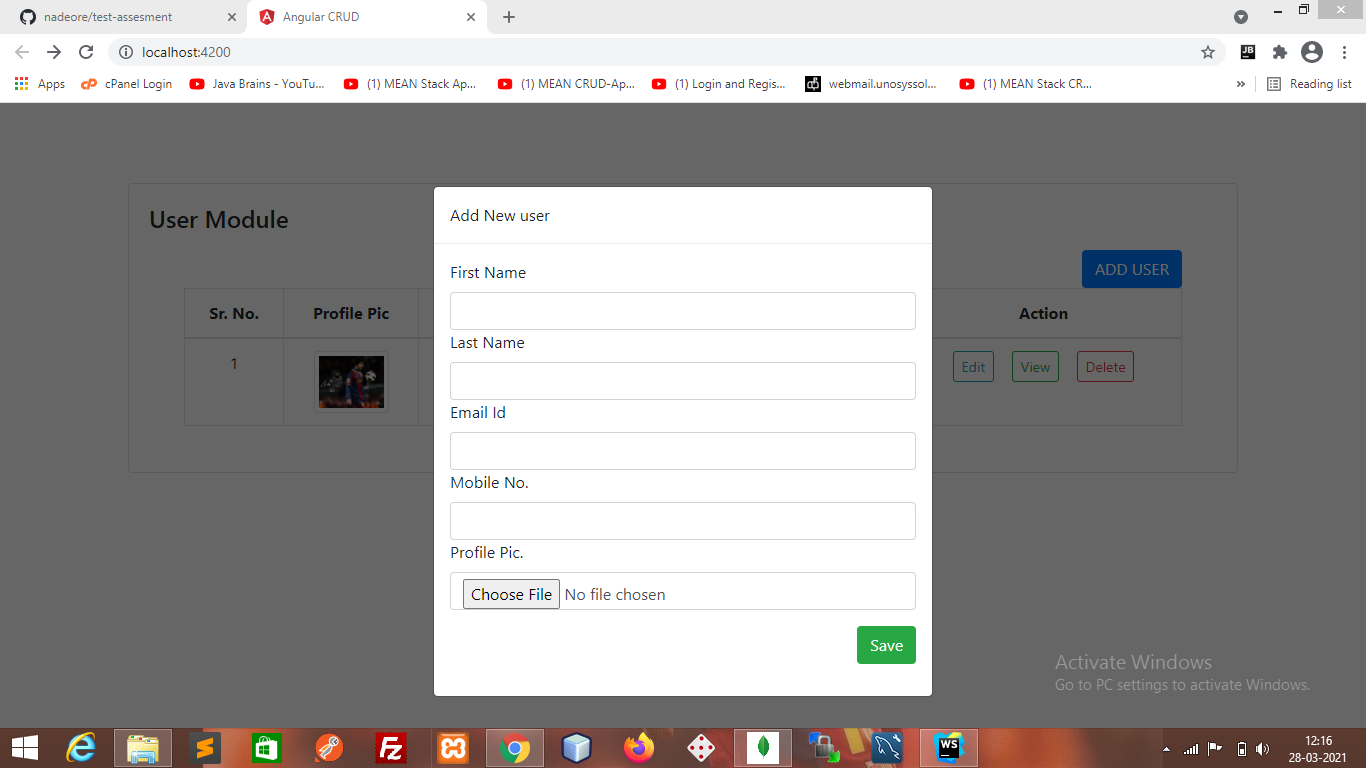 nadeore/test-assesment
Angular CRUD
localhost:4200
JB
Apps
cPanel Login
Java Brains - YouTu...
(1) MEAN Stack Ap...
(1) MEAN CRUD-Ap...
(1) Login and Regis...
webmail.unosyssol...
(1) MEAN Stack CR...
»
Reading list
User Module
ADD USER
Sr. No.
Profile Pic
Action
1
Edit
View
Delete
Add New user
First Name
Last Name
Email Id
Mobile No.
Profile Pic.
Choose File No file chosen
Save
Activate Windows
Go to PC settings to activate Windows.
WS
12:16
28-03-2021